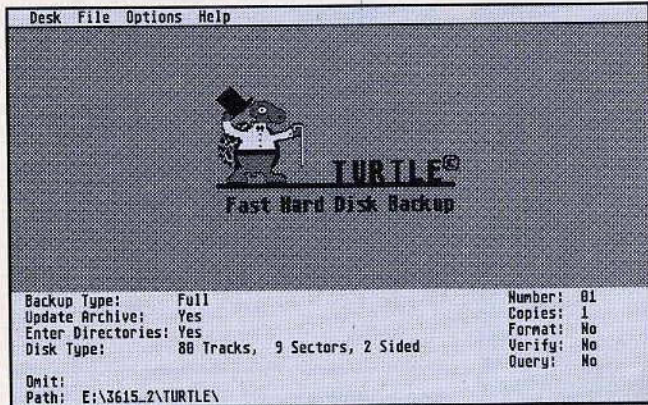 Desk File Options Help
TURTLE©
Fast Hard Disk Backup
Backup Type: Full
Update Archive: Yes
Enter Directories: Yes
Disk Type: 80 Tracks, 9 Sectors, 2 Sided
Number: 01
Copies: 1
Format: No
Verify: No
Query: No
Omit:
Path: E:\3615_2\TURTLE\